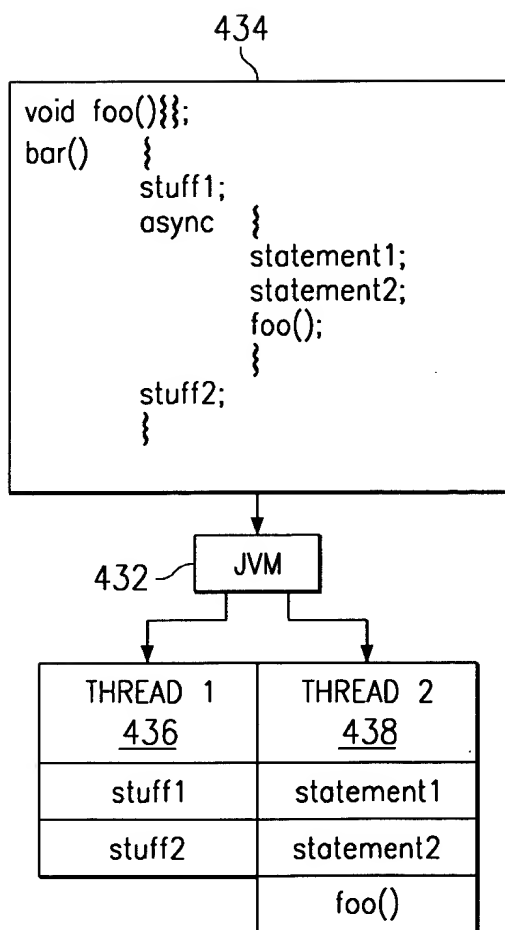 434
void foo(){};
bar() {
stuff1;
async {
statement1;
statement2;
foo();
}
stuff2;
}
432
JVM
THREAD 1 THREAD 2
436 438
stuff1 statement1
stuff2 statement2
foo()